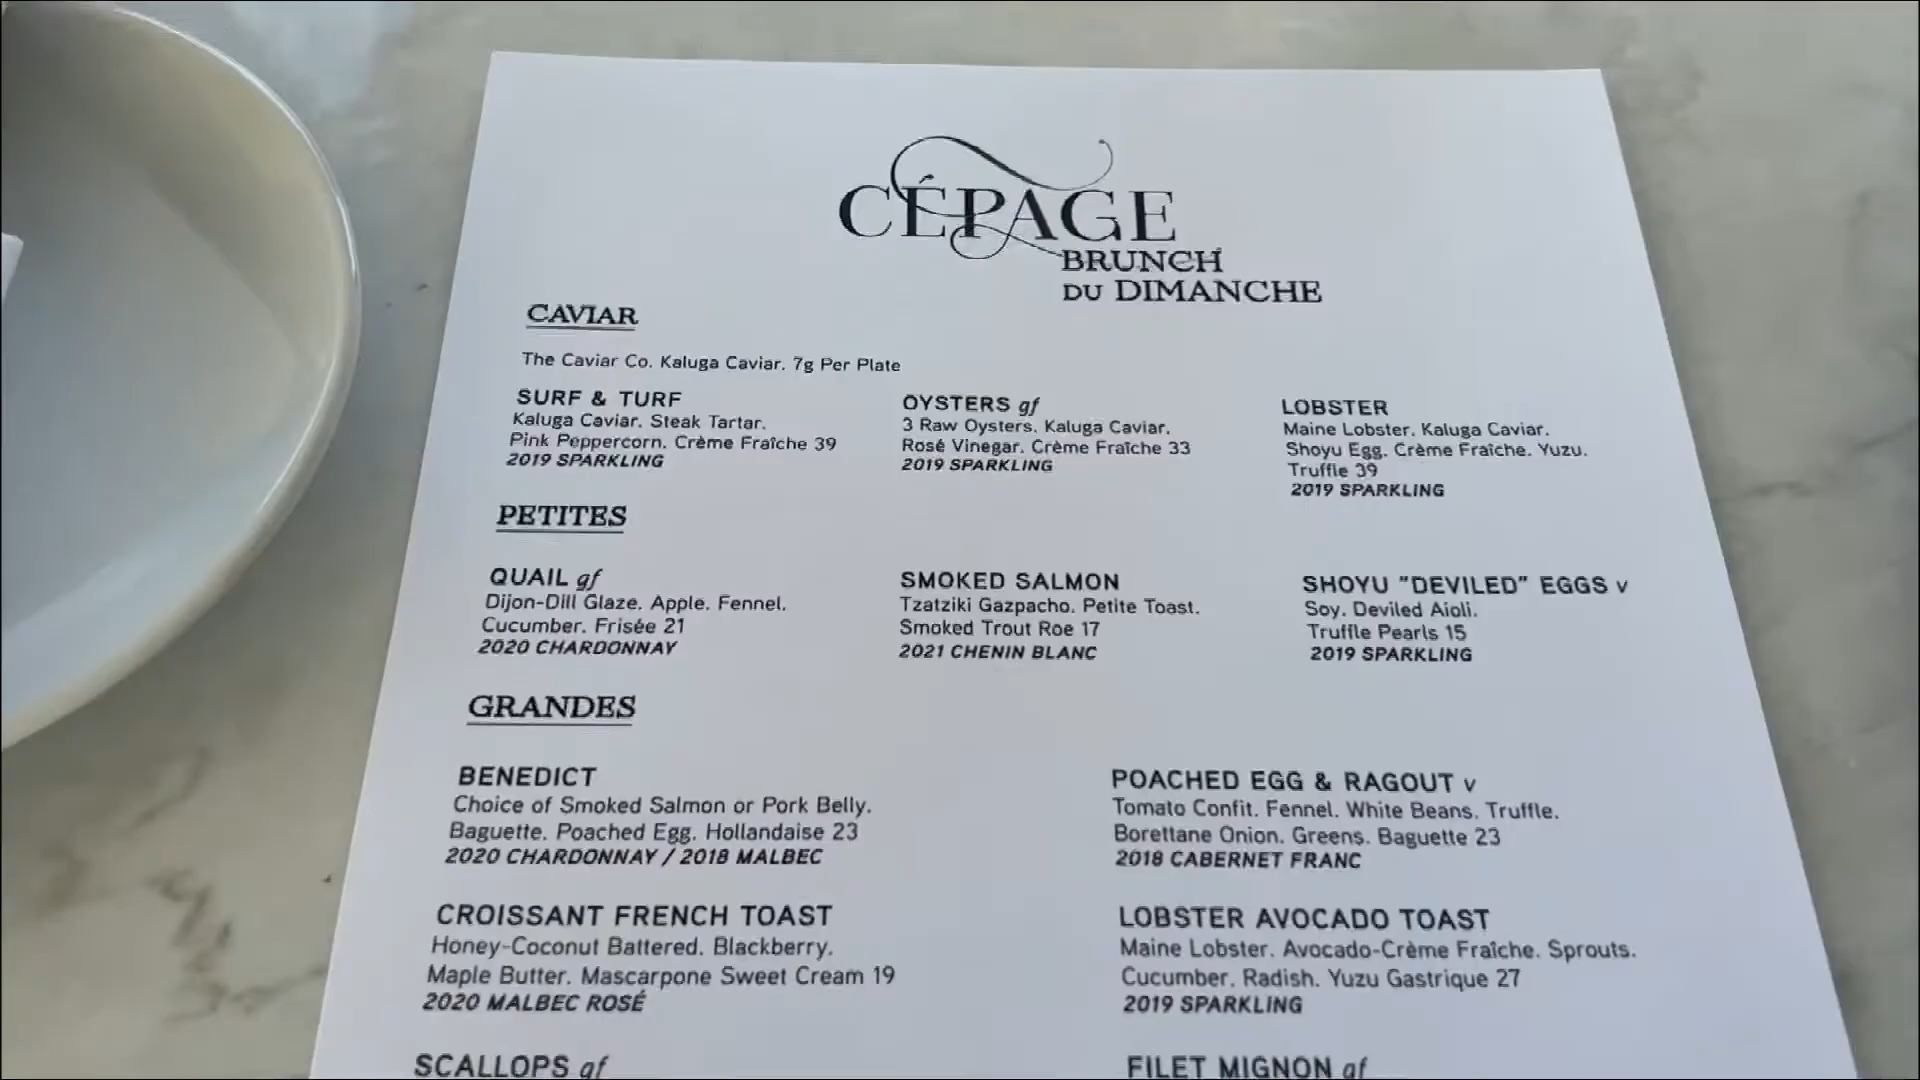 CÉPAGE
BRUNCH
DU DIMANCHE
CAVIAR
The Caviar Co. Kaluga Caviar. 7g Per Plate
SURF & TURF
Kaluga Caviar. Steak Tartar.
Pink Peppercorn. Crème Fraîche 39
2019 SPARKLING
OYSTERS gf
3 Raw Oysters. Kaluga Caviar.
Rosé Vinegar. Crème Fraîche 33
2019 SPARKLING
LOBSTER
Maine Lobster. Kaluga Caviar.
Shoyu Egg. Crème Fraîche. Yuzu.
Truffle 39
2019 SPARKLING
PETITES
QUAIL gf
Dijon-Dill Glaze. Apple. Fennel.
Cucumber. Frisée 21
2020 CHARDONNAY
SMOKED SALMON
Tzatziki Gazpacho. Petite Toast.
Smoked Trout Roe 17
2021 CHENIN BLANC
SHOYU "DEVILED" EGGS v
Soy. Deviled Aioli.
Truffle Pearls 15
2019 SPARKLING
GRANDES
BENEDICT
Choice of Smoked Salmon or Pork Belly.
Baguette. Poached Egg. Hollandaise 23
2020 CHARDONNAY / 2018 MALBEC
POACHED EGG & RAGOUT v
Tomato Confit. Fennel. White Beans. Truffle.
Borettane Onion. Greens. Baguette 23
2018 CABERNET FRANC
CROISSANT FRENCH TOAST
Honey-Coconut Battered. Blackberry.
Maple Butter. Mascarpone Sweet Cream 19
2020 MALBEC ROSÉ
LOBSTER AVOCADO TOAST
Maine Lobster. Avocado-Crème Fraîche. Sprouts.
Cucumber. Radish. Yuzu Gastrique 27
2019 SPARKLING
SCALLOPS gf
FILET MIGNON gf